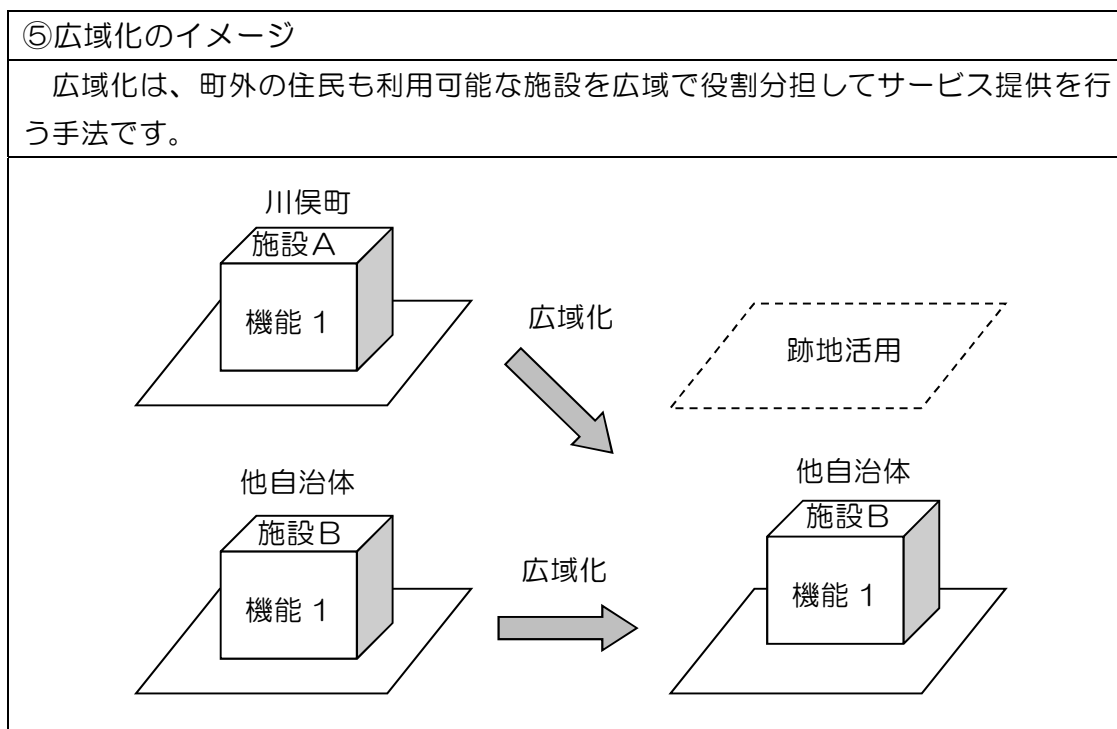 ⑤広域化のイメージ
　広域化は、町外の住民も利用可能な施設を広域で役割分担してサービス提供を行
う手法です。
川俣町
施設A
機能 1
広域化
跡地活用
他自治体
施設B
機能 1
広域化
他自治体
施設B
機能 1